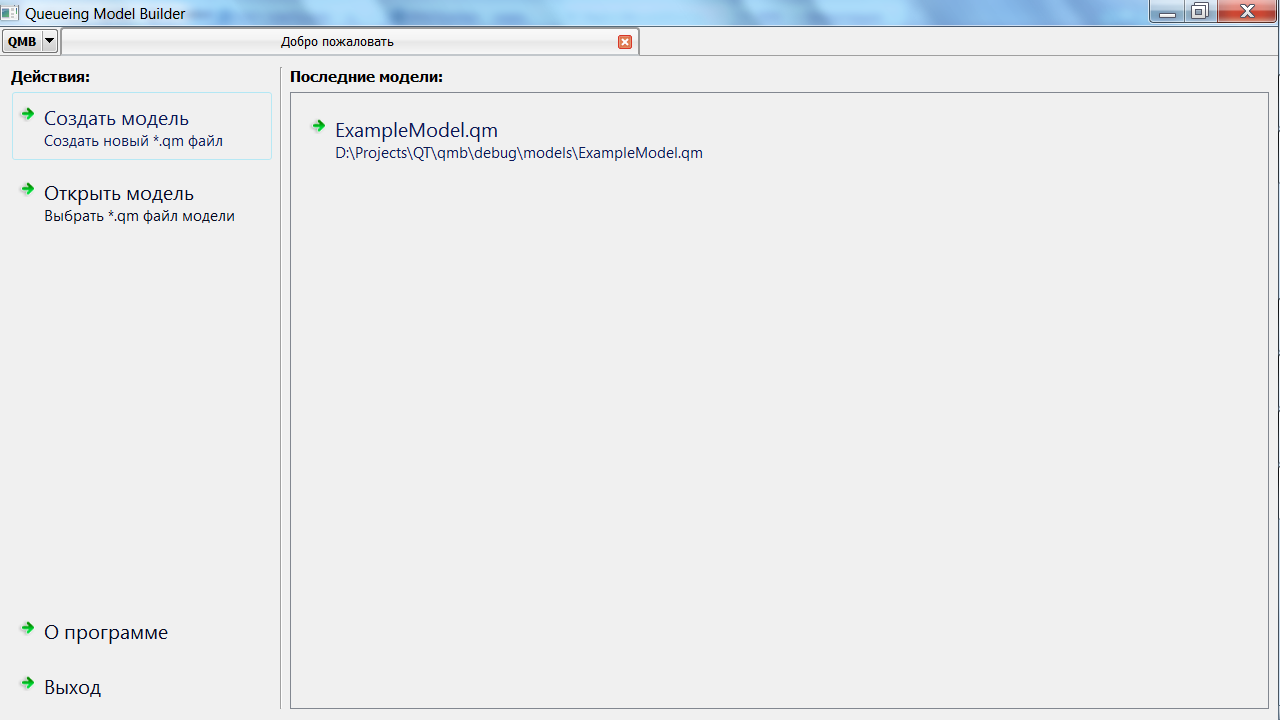 Queueing Model Builder
QMB
Добро пожаловать
Действия:
Создать модель
Создать новый *.qm файл
Открыть модель
Выбрать *.qm файл модели
О программе
Выход
Последние модели:
ExampleModel.qm
D:\Projects\QT\qmb\debug\models\ExampleModel.qm